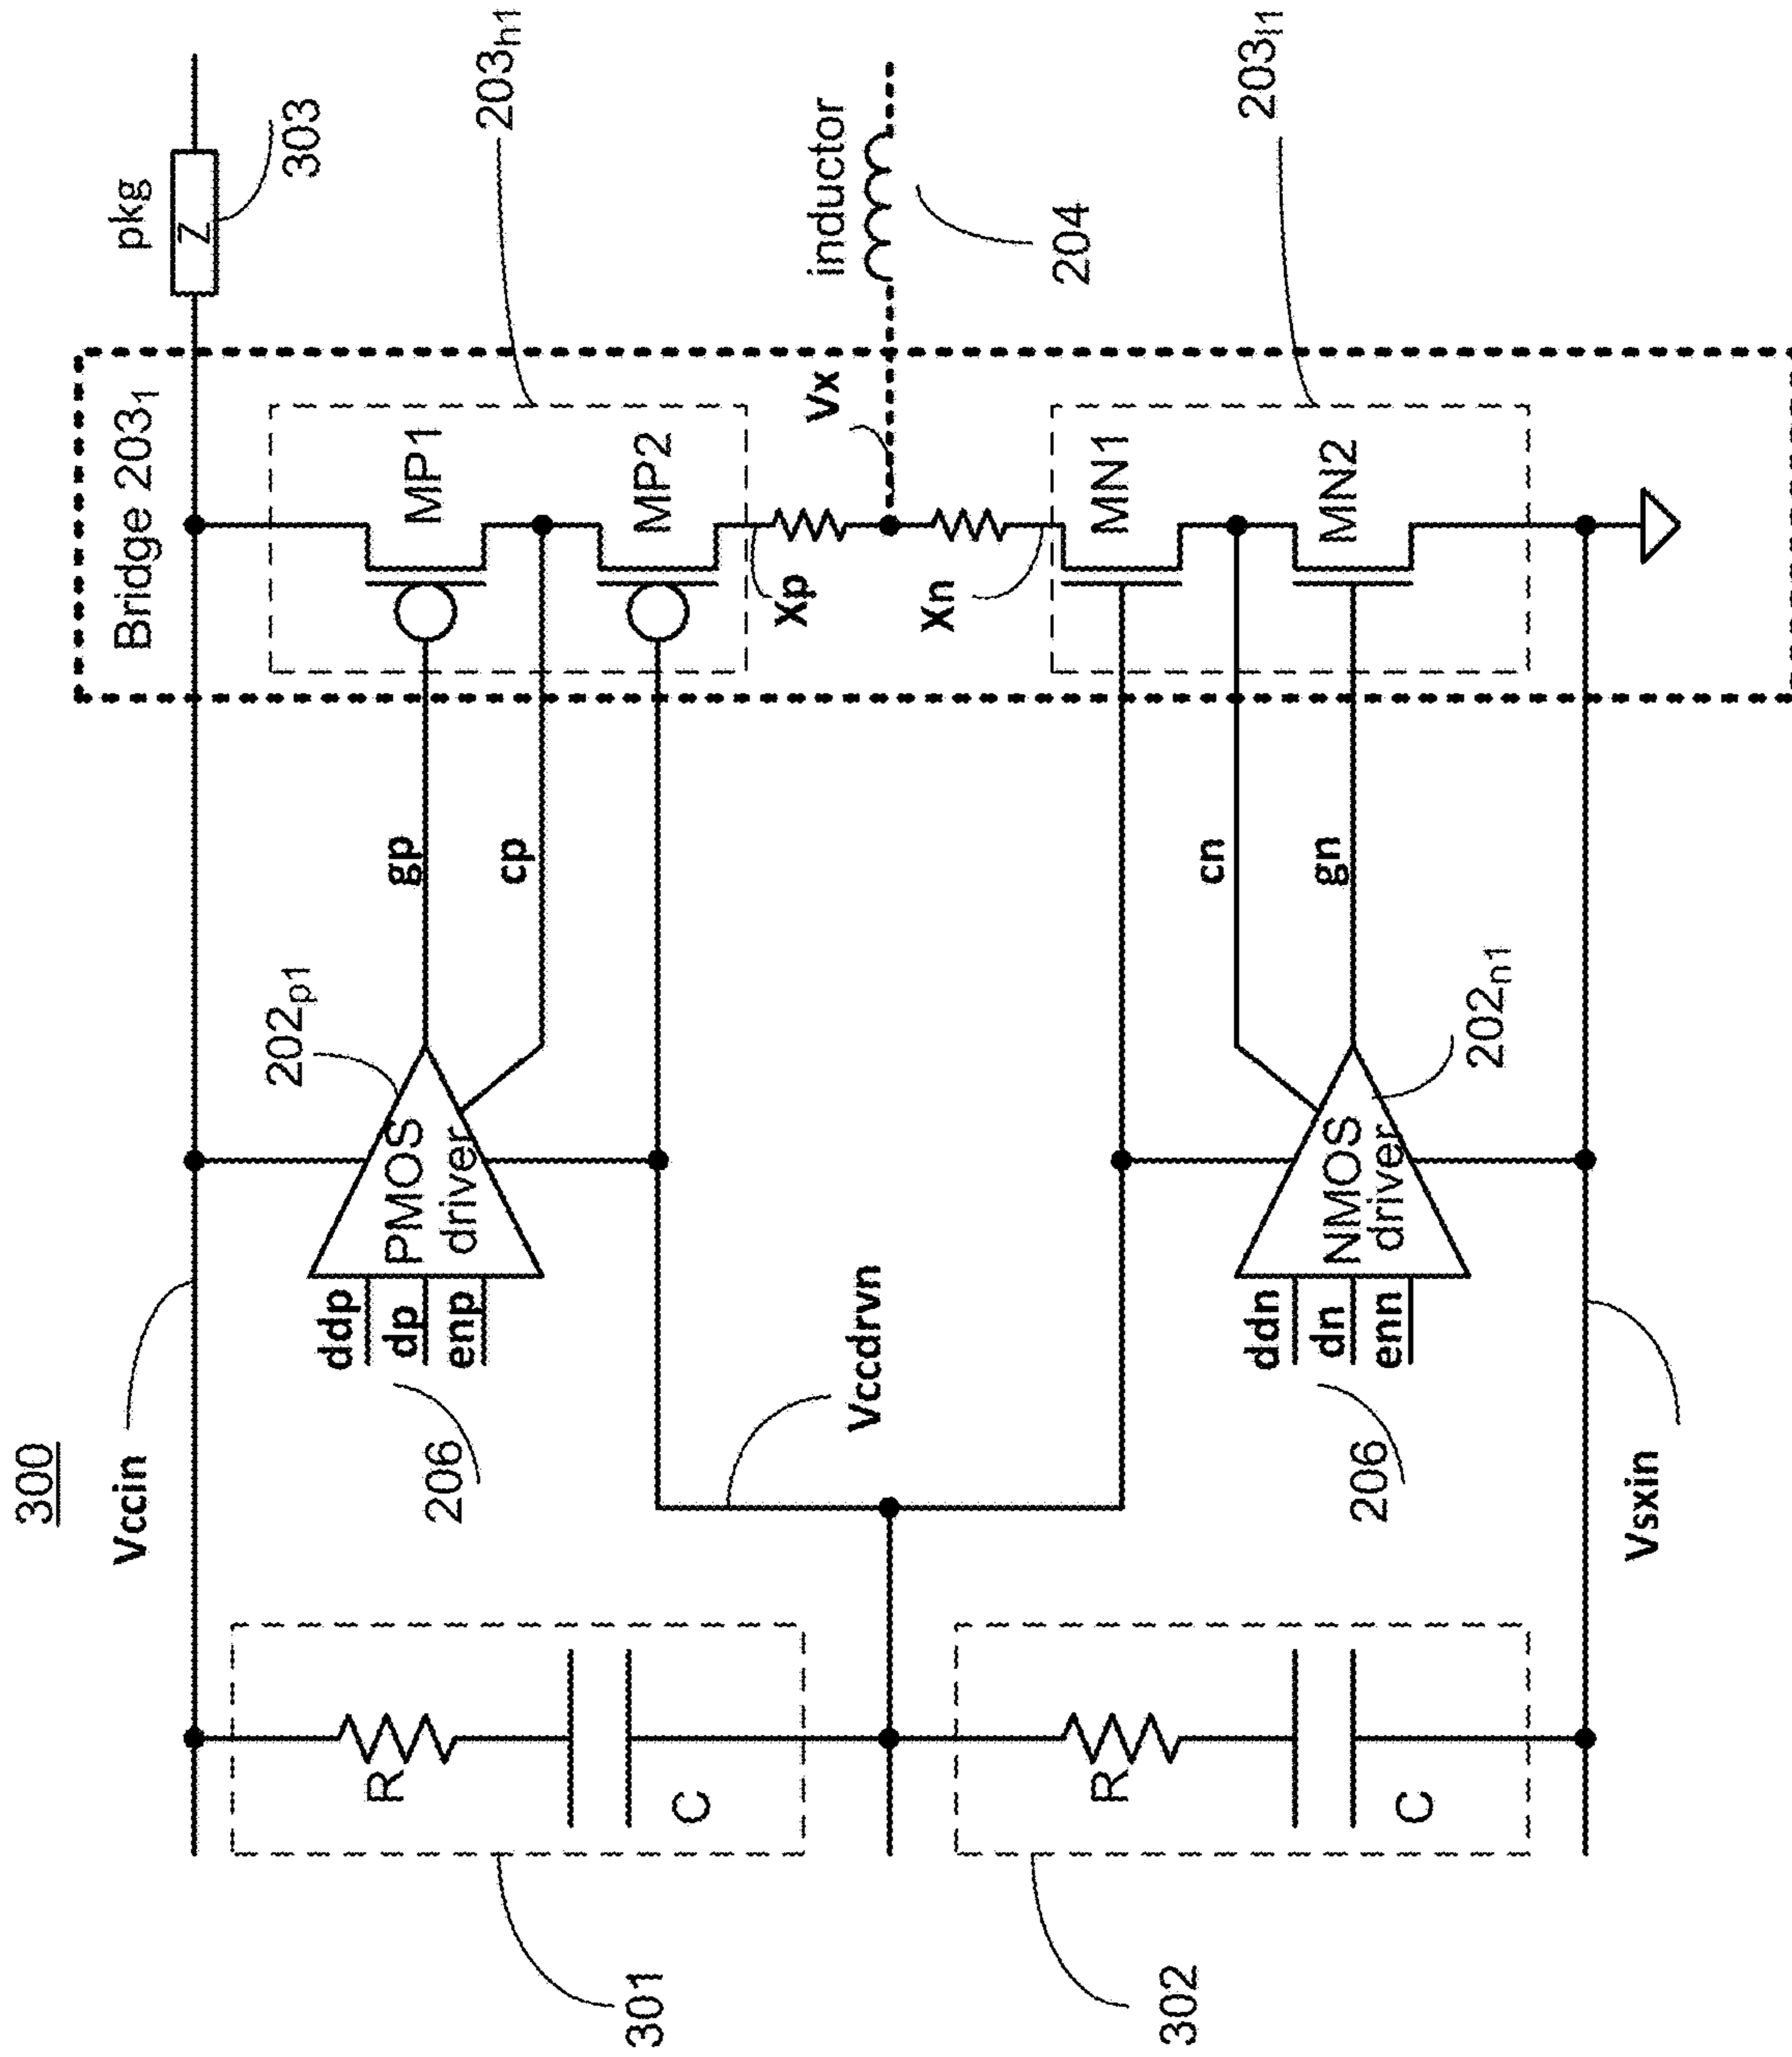 300
Vccin
pkg
Z
303
Bridge 203₁
203h1
MP1
gp
202p1
PMOS
driver
ddp
dp
enp
206
cp
MP2
R
C
301
Xp
Vx
inductor
204
Vccdrvn
Xn
203l1
MN1
cn
MN2
gn
NMOS
driver
202n1
ddn
dn
enn
206
R
C
302
Vsxin